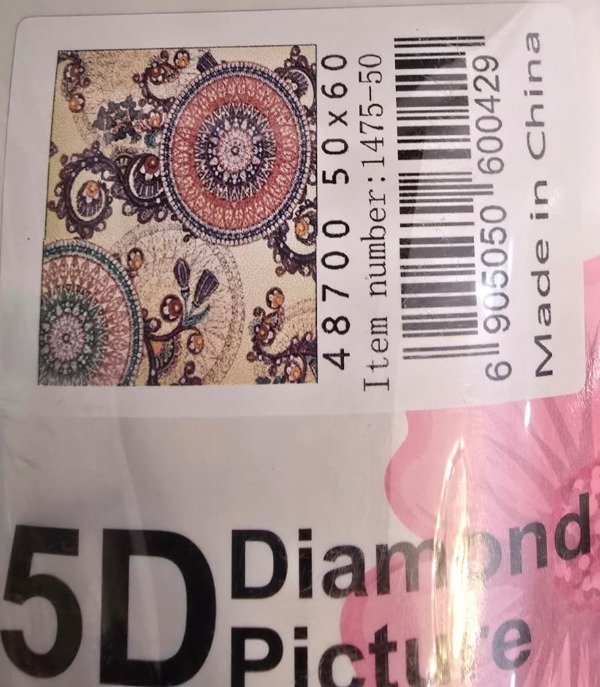 48700 50x60
Item number:1475-50
6 905050 600429
Made in China
5D Diamond
Picture